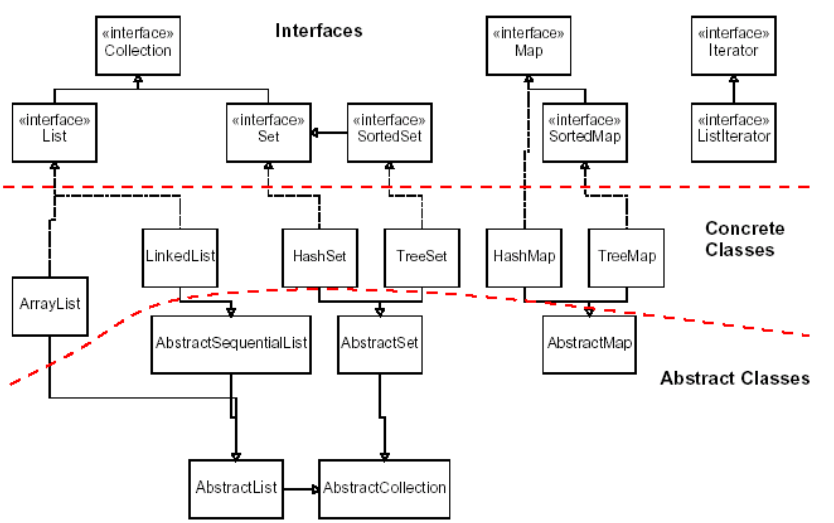 Interfaces
«interface»
Collection
«interface»
Map
«interface»
Iterator
«interface»
List
«interface»
Set
«interface»
SortedSet
«interface»
SortedMap
«interface»
ListIterator
Concrete
Classes
LinkedList
HashSet
TreeSet
HashMap
TreeMap
ArrayList
AbstractSequentialList
AbstractSet
AbstractMap
Abstract Classes
AbstractList
AbstractCollection